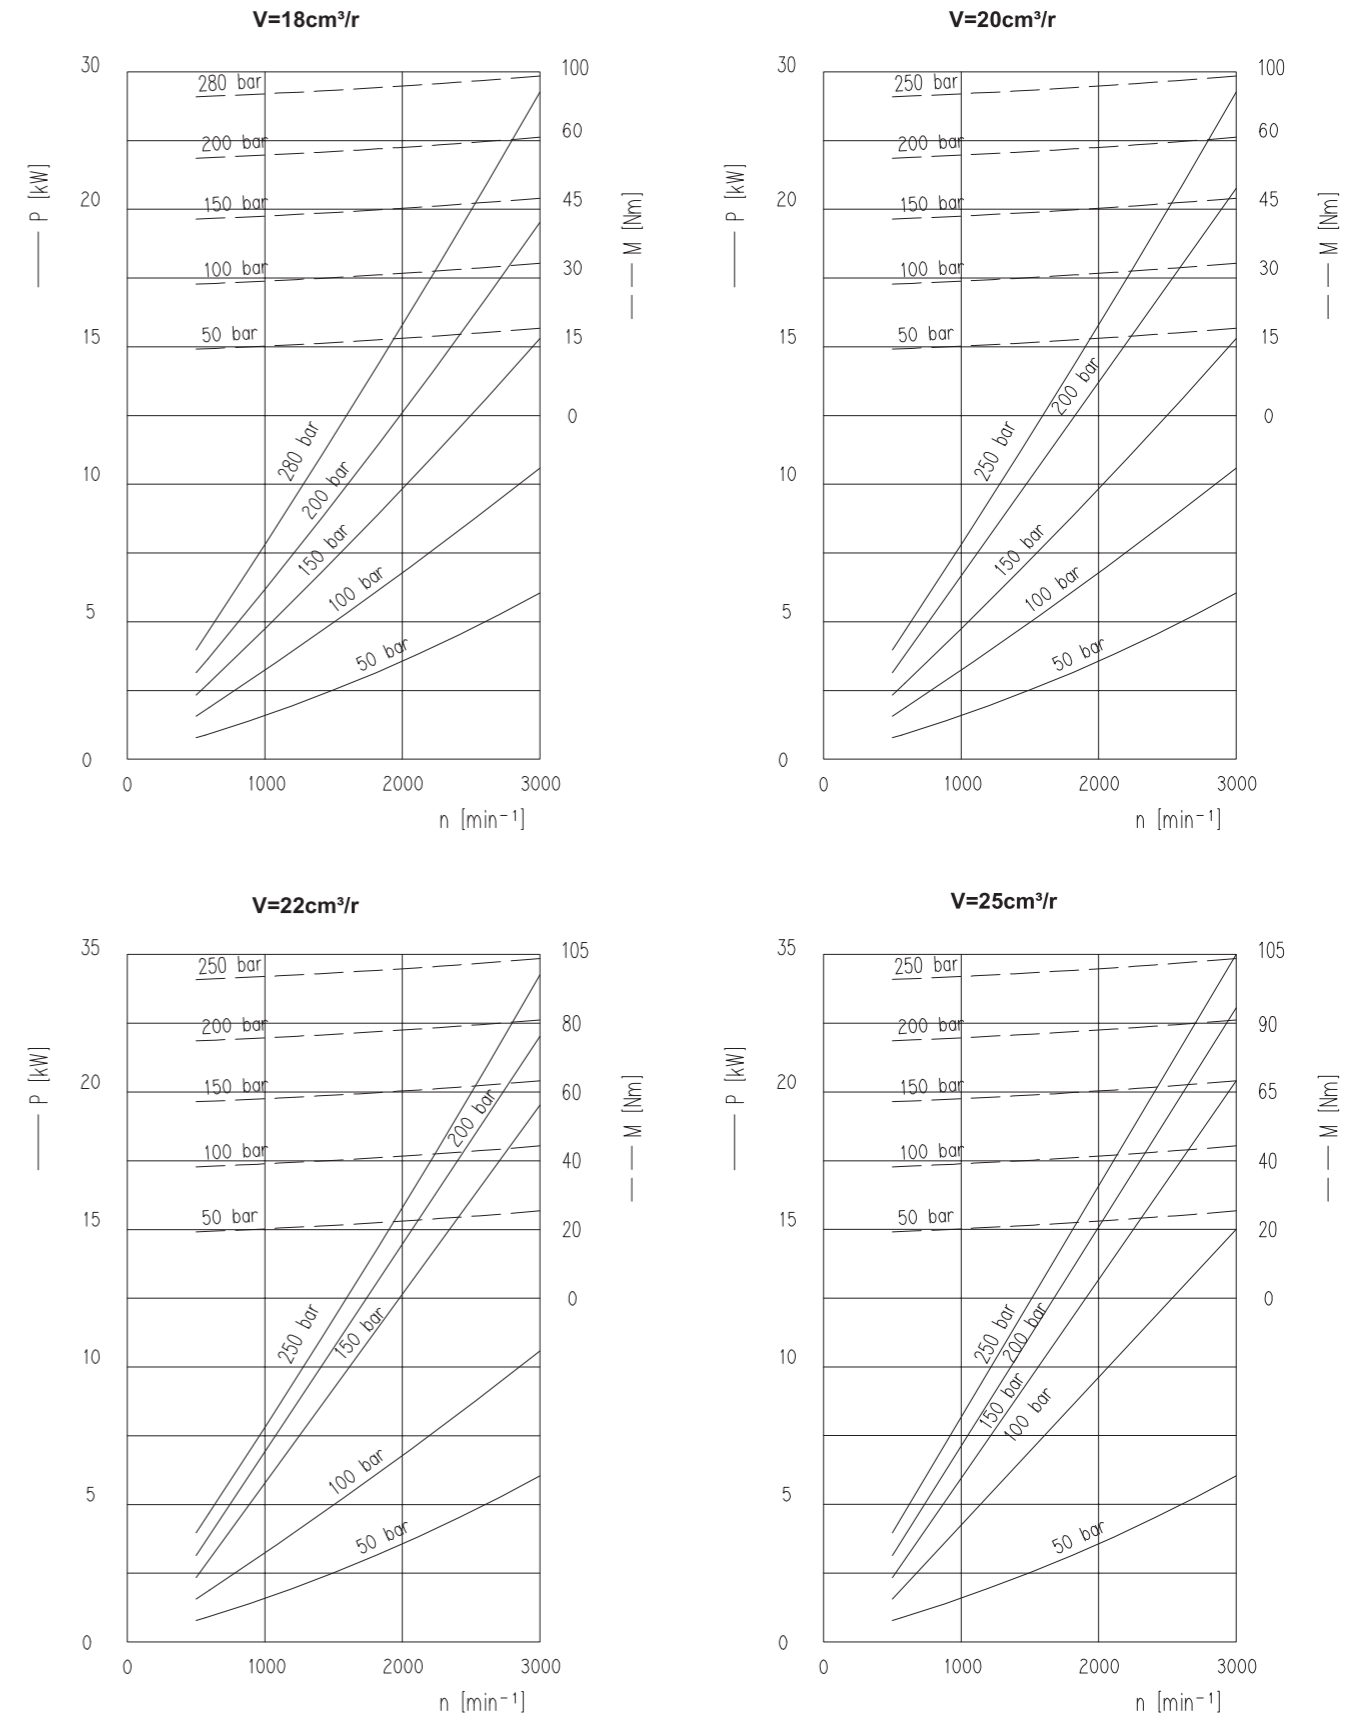 V=18cm³/r
30
100
280 bar
60
200 bar
P [kW]
20
45
150 bar
M [Nm]
30
100 bar
15
15
50 bar
0
280 bar
10
200 bar
150 bar
100 bar
5
50 bar
0
0 1000 2000 3000
n [min⁻¹]
V=20cm³/r
30
100
250 bar
60
200 bar
P [kW]
20
45
150 bar
M [Nm]
30
100 bar
15
15
50 bar
200 bar
0
250 bar
10
150 bar
100 bar
5
50 bar
0
0 1000 2000 3000
n [min⁻¹]
V=22cm³/r
35
105
250 bar
80
200 bar
P [kW]
20
60
150 bar
M [Nm]
200 bar
40
100 bar
15
20
50 bar
0
250 bar
150 bar
10
100 bar
5
50 bar
0
0 1000 2000 3000
n [min⁻¹]
V=25cm³/r
35
105
250 bar
90
200 bar
P [kW]
20
65
150 bar
M [Nm]
40
100 bar
15
20
50 bar
0
250 bar
200 bar
10
150 bar
100 bar
5
50 bar
0
0 1000 2000 3000
n [min⁻¹]